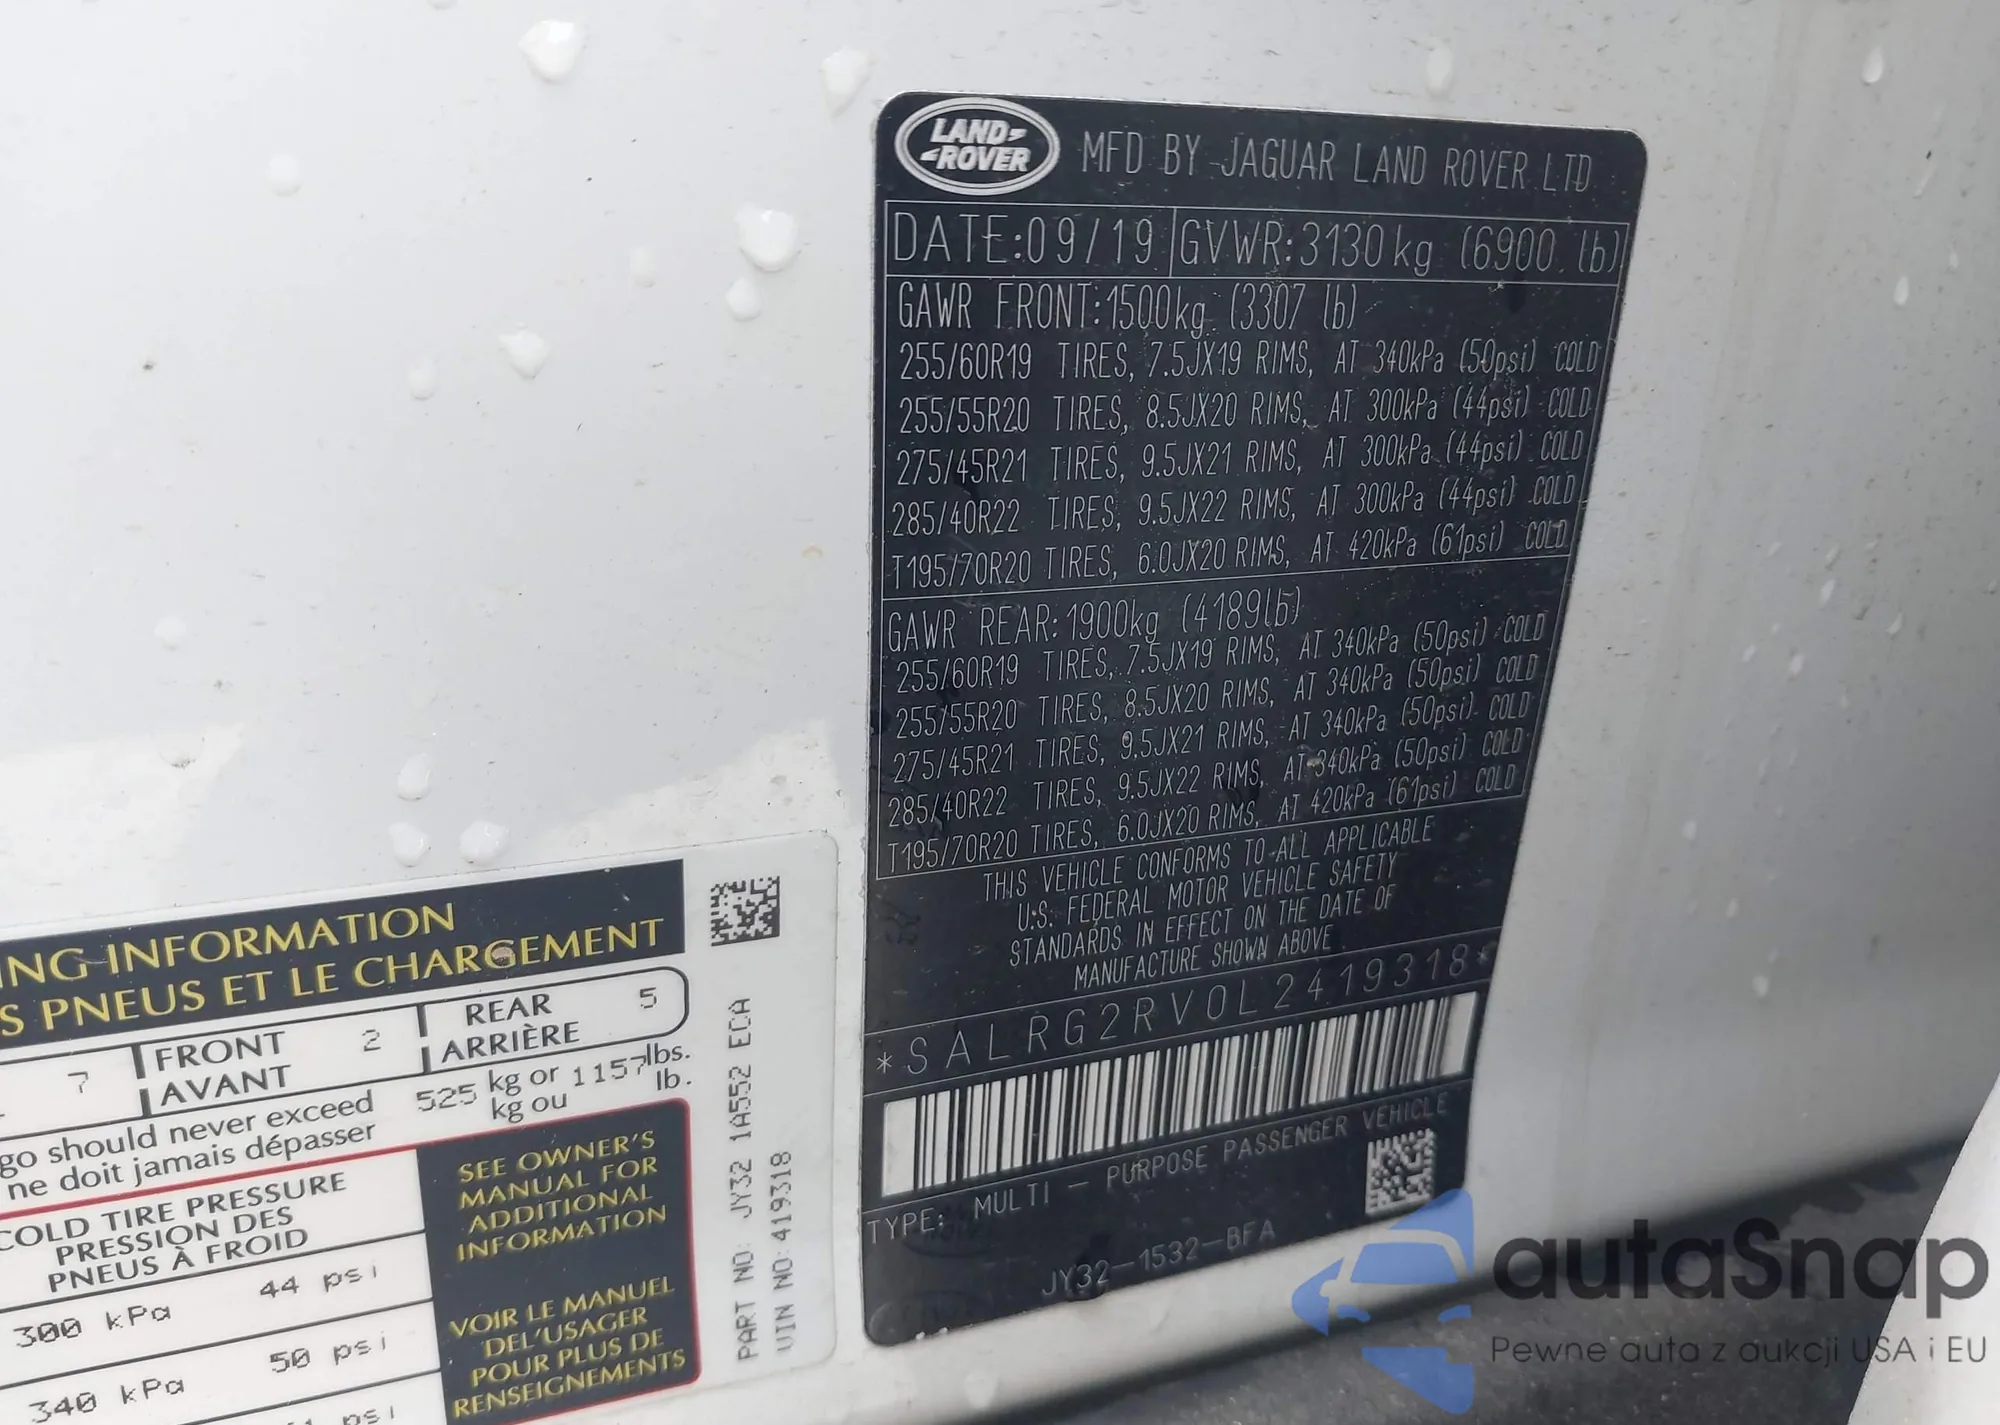 LAND-
ROVER
MFD BY JAGUAR LAND ROVER LTD
DATE:09/19 GVWR:3130kg (6900 lb)
GAWR FRONT:1500kg (3307 lb)
255/60R19 TIRES, 7.5JX19 RIMS, AT 340kPa (50psi) COLD
255/55R20 TIRES, 8.5JX20 RIMS, AT 300kPa (44psi) COLD
275/45R21 TIRES, 9.5JX21 RIMS, AT 300kPa (44psi) COLD
285/40R22 TIRES, 9.5JX22 RIMS, AT 300kPa (44psi) COLD
T195/70R20 TIRES, 6.0JX20 RIMS, AT 420kPa (61psi) COLD
GAWR REAR:1900kg (4189lb)
255/60R19 TIRES, 7.5JX19 RIMS, AT 340kPa (50psi) COLD
255/55R20 TIRES, 8.5JX20 RIMS, AT 340kPa (50psi) COLD
275/45R21 TIRES, 9.5JX21 RIMS, AT 340kPa (50psi) COLD
285/40R22 TIRES, 9.5JX22 RIMS, AT 340kPa (50psi) COLD
T195/70R20 TIRES, 6.0JX20 RIMS, AT 420kPa (61psi) COLD
THIS VEHICLE CONFORMS TO ALL APPLICABLE
U.S. FEDERAL MOTOR VEHICLE SAFETY
STANDARDS IN EFFECT ON THE DATE OF
MANUFACTURE SHOWN ABOVE
*SALRG2RV0L2419318*
TYPE: MULTI - PURPOSE PASSENGER VEHICLE
JY32-1532-BFA
NG INFORMATION
S PNEUS ET LE CHARGEMENT
7 FRONT 2 REAR 5
AVANT ARRIÈRE
go should never exceed 525 kg or 1157 lbs.
ne doit jamais dépasser kg ou lb.
COLD TIRE PRESSURE
PRESSION DES
PNEUS À FROID
300 kPa 44 psi
340 kPa 50 psi
psi
SEE OWNER'S
MANUAL FOR
ADDITIONAL
INFORMATION
VOIR LE MANUEL
DEL'USAGER
POUR PLUS DE
RENSEIGNEMENTS
PART NO: JY32 1A552 ECA
VIN NO:419318
autaSnap
Pewne auta z aukcji USA i EU